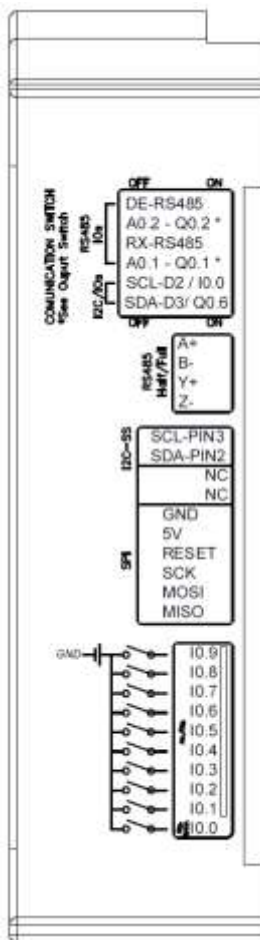 OFF ON
COMUNICATION SWITCH
*See Ouput Switch
RS485
IOs
I2C/IOs
DE-RS485
A0.2 - Q0.2 *
RX-RS485
A0.1 - Q0.1 *
SCL-D2 / I0.0
SDA-D3/ Q0.6
OFF ON
RS485
Half/Full
A+
B-
Y+
Z-
I2C-SS
SCL-PIN3
SDA-PIN2
NC
NC
SPI
GND
5V
RESET
SCK
MOSI
MISO
GND
I0.9
I0.8
I0.7
I0.6
I0.5
I0.4
I0.3
I0.2
I0.1
I0.0